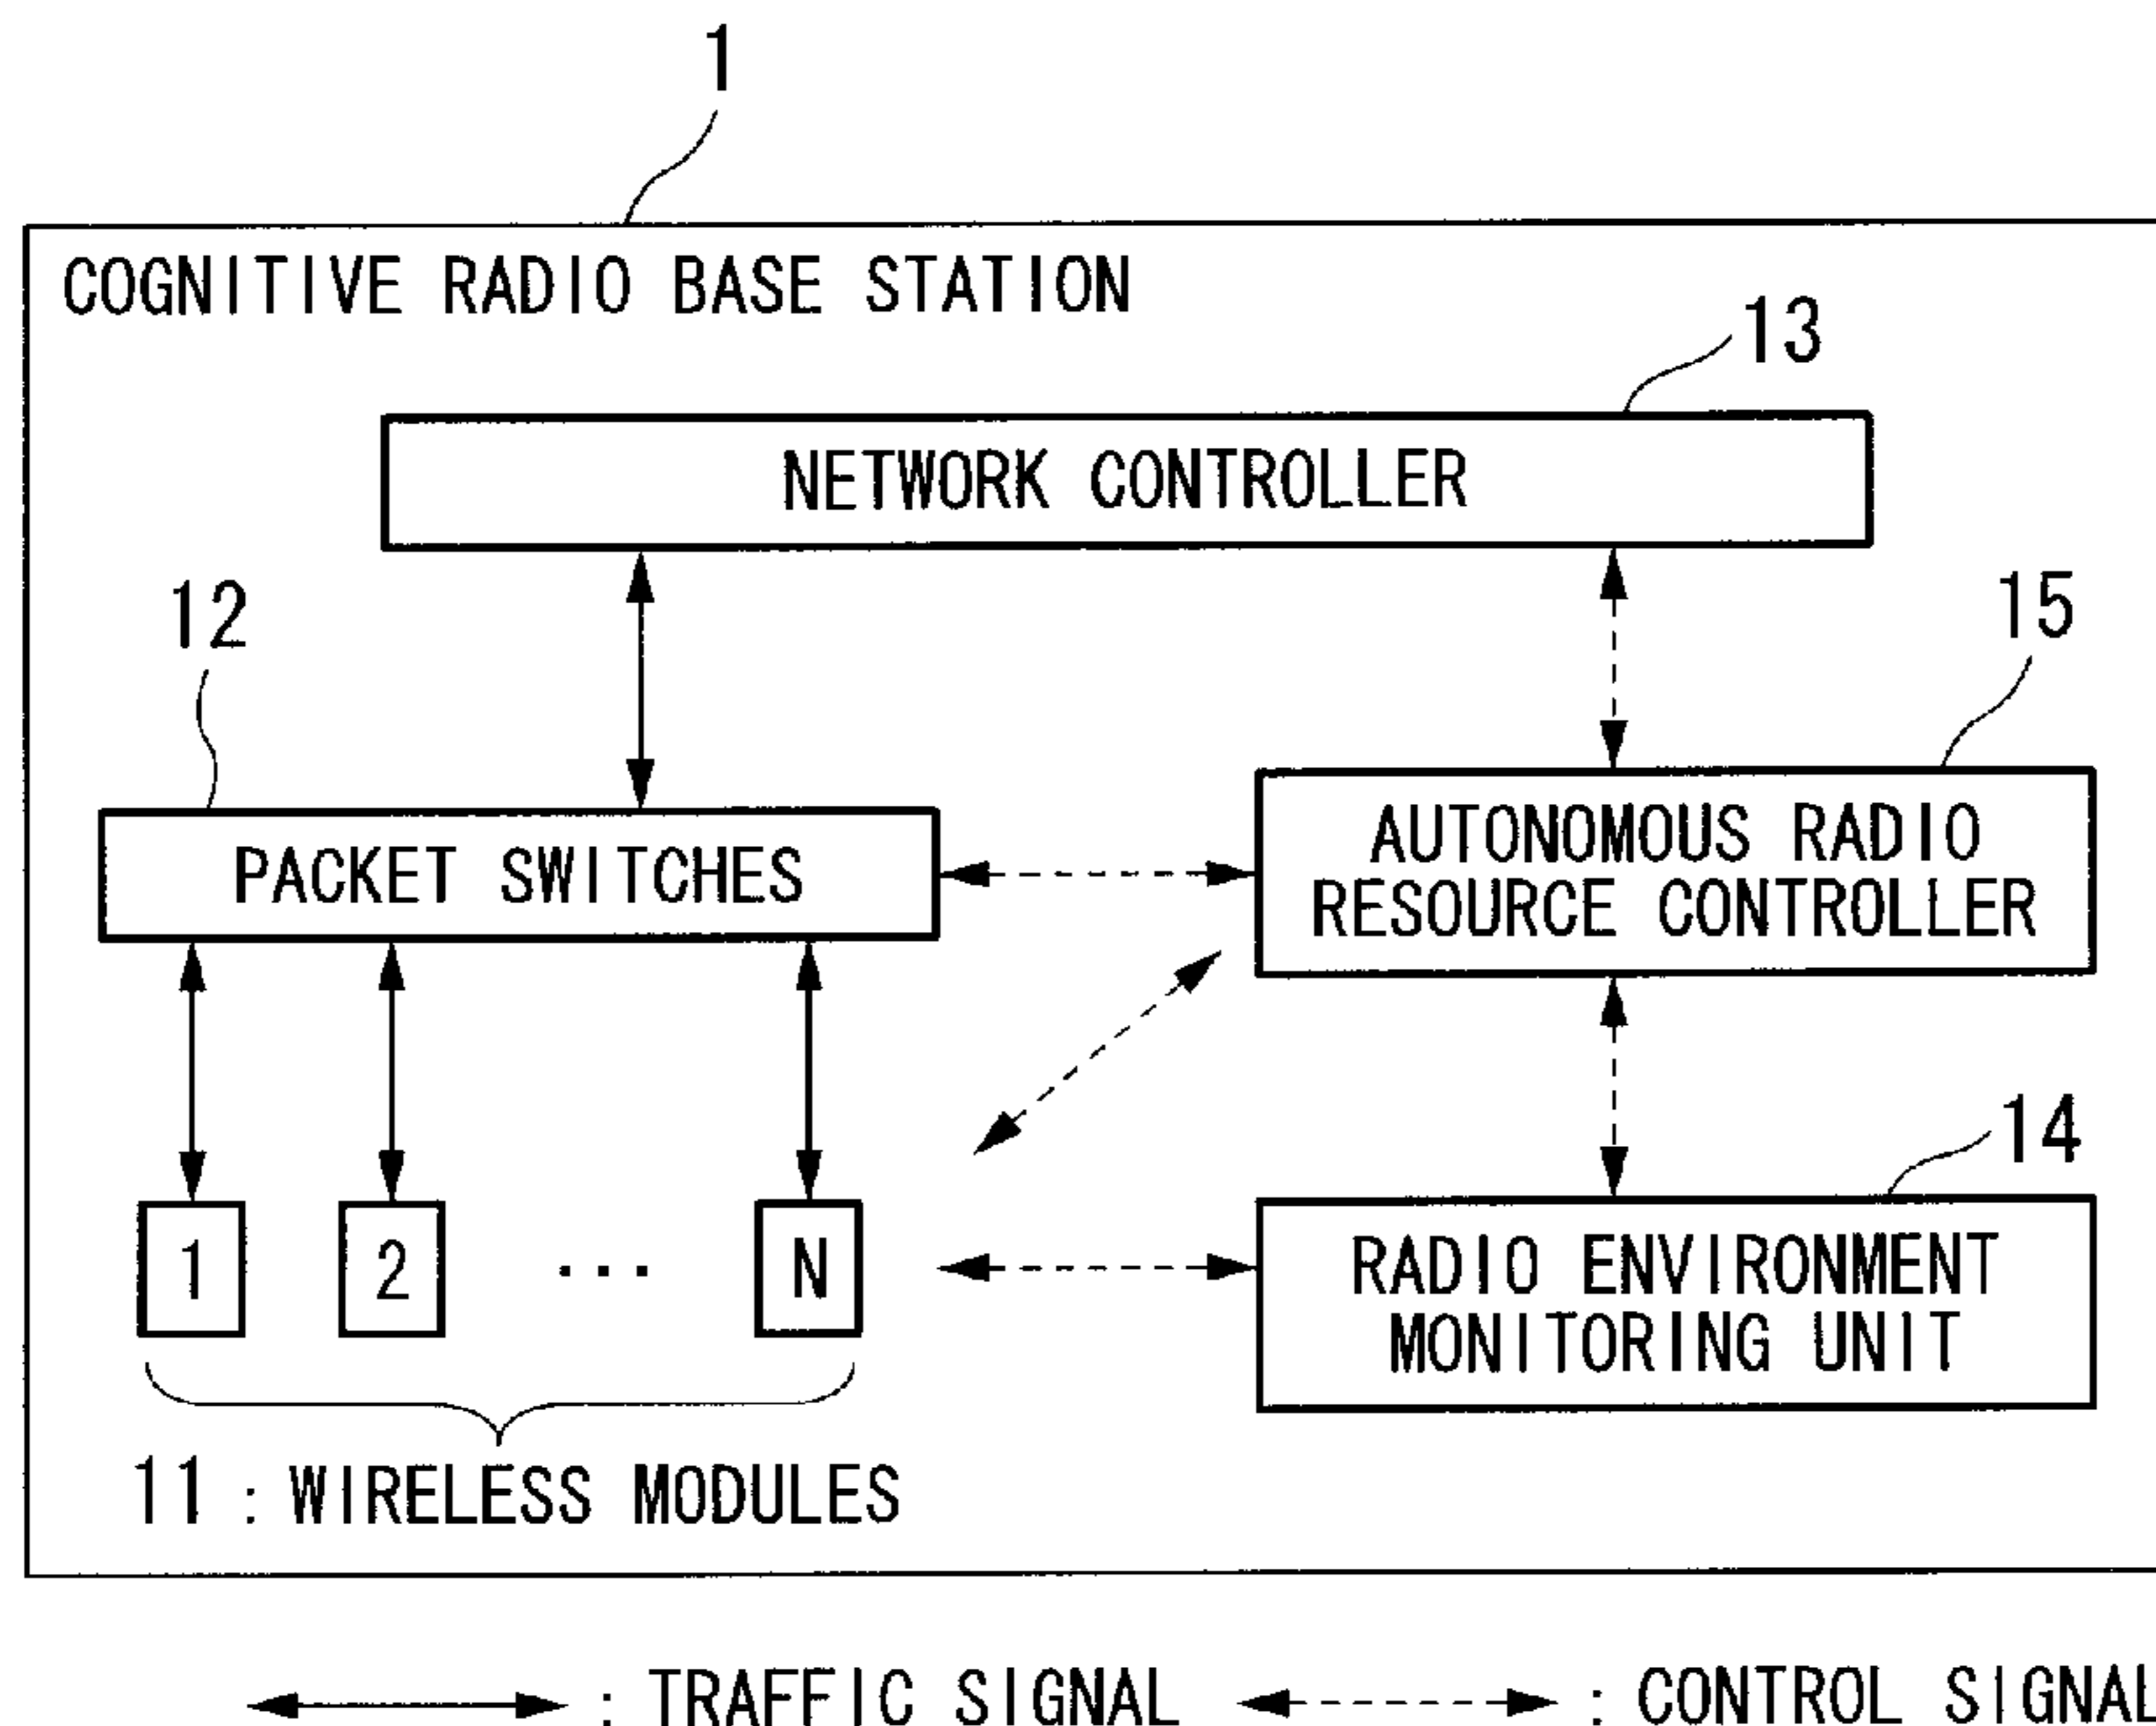 1
COGNITIVE RADIO BASE STATION
13
NETWORK CONTROLLER
12
15
PACKET SWITCHES
AUTONOMOUS RADIO
RESOURCE CONTROLLER
14
1 2 ... N
RADIO ENVIRONMENT
MONITORING UNIT
11 : WIRELESS MODULES
: TRAFFIC SIGNAL : CONTROL SIGNAL